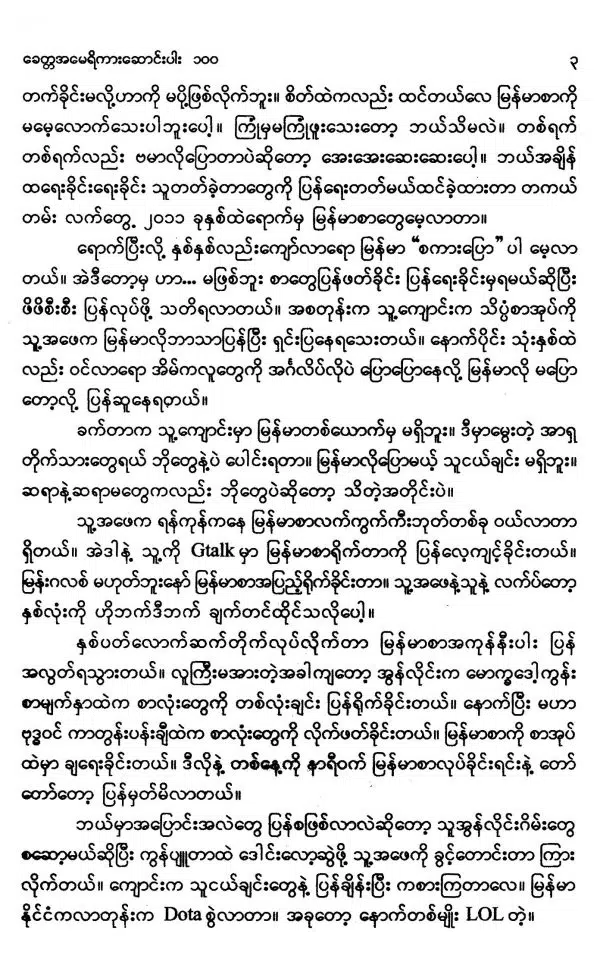 ခေတ္တအမေရိကားဆောင်းပါး ၁၀၀ ၃
တက်ခိုင်းမလို့ဟာကို မပို့ဖြစ်လိုက်ဘူး။ စိတ်ထဲကလည်း ထင်တယ်လေ မြန်မာစာကို
မမေ့လောက်သေးပါဘူးပေါ့။ ကြုံမှမကြုံဖူးသေးတော့ ဘယ်သိမလဲ။ တစ်ရက်
တစ်ရက်လည်း ဗမာလိုပြောတာပဲဆိုတော့ အေးအေးဆေးဆေးပေါ့။ ဘယ်အချိန်
ထရေးခိုင်းရေးခိုင်း သူတတ်ခဲ့တာတွေကို ပြန်ရေးတတ်မယ်ထင်ခဲ့ထားတာ တကယ်
တမ်း လက်တွေ့ ၂၀၁၁ ခုနှစ်ထဲရောက်မှ မြန်မာစာတွေမေ့လာတာ။
ရောက်ပြီးလို့ နှစ်နှစ်လည်းကျော်လာရော မြန်မာ “စကားပြော” ပါ မေ့လာ
တယ်။ အဲဒီတော့မှ ဟာ... မဖြစ်ဘူး စာတွေပြန်ဖတ်ခိုင်း ပြန်ရေးခိုင်းမှရမယ်ဆိုပြီး
ဖိဖိစီးစီး ပြန်လုပ်ဖို့ သတိရလာတယ်။ အစတုန်းက သူ့ကျောင်းက သိပ္ပံစာအုပ်ကို
သူ့အဖေက မြန်မာလိုဘာသာပြန်ပြီး ရှင်းပြနေရသေးတယ်။ နောက်ပိုင်း သုံးနှစ်ထဲ
လည်း ဝင်လာရော အိမ်ကလူတွေကို အင်္ဂလိပ်လိုပဲ ပြောပြောနေလို့ မြန်မာလို မပြော
တော့လို့ ပြန်ဆူနေရတယ်။
ခက်တာက သူ့ကျောင်းမှာ မြန်မာတစ်ယောက်မှ မရှိဘူး။ ဒီမှာမွေးတဲ့ အာရှ
တိုက်သားတွေရယ် ဘိုတွေနဲ့ပဲ ပေါင်းရတာ။ မြန်မာလိုပြောမယ့် သူငယ်ချင်း မရှိဘူး။
ဆရာနဲ့ဆရာမတွေကလည်း ဘိုတွေပဲဆိုတော့ သိတဲ့အတိုင်းပဲ။
သူ့အဖေက ရန်ကုန်ကနေ မြန်မာစာလက်ကွက်ကီးဘုတ်တစ်ခု ဝယ်လာတာ
ရှိတယ်။ အဲဒါနဲ့ သူ့ကို Gtalk မှာ မြန်မာစာရိုက်တာကို ပြန်လေ့ကျင့်ခိုင်းတယ်။
မြန်းဂလစ် မဟုတ်ဘူးနော် မြန်မာစာအပြည့်ရိုက်ခိုင်းတာ။ သူ့အဖေနဲ့သူနဲ့ လက်ပ်တော့
နှစ်လုံးကို ဟိုဘက်ဒီဘက် ချက်တင်ထိုင်သလိုပေါ့။
နှစ်ပတ်လောက်ဆက်တိုက်လုပ်လိုက်တာ မြန်မာစာအကုန်နီးပါး ပြန်
အလွတ်ရသွားတယ်။ လူကြီးမအားတဲ့အခါကျတော့ အွန်လိုင်းက မောက္ခဒေါ့ကွန်း
စာမျက်နှာထဲက စာလုံးတွေကို တစ်လုံးချင်း ပြန်ရိုက်ခိုင်းတယ်။ နောက်ပြီး မဟာ
ဗုဒ္ဓဝင် ကာတွန်းပန်းချီထဲက စာလုံးတွေကို လိုက်ဖတ်ခိုင်းတယ်။ မြန်မာစာကို စာအုပ်
ထဲမှာ ချရေးခိုင်းတယ်။ ဒီလိုနဲ့ တစ်နေ့ကို နာရီဝက် မြန်မာစာလုပ်ခိုင်းရင်းနဲ့ တော်
တော်တော့ ပြန်မှတ်မိလာတယ်။
ဘယ်မှာအပြောင်းအလဲတွေ ပြန်စဖြစ်လာလဲဆိုတော့ သူအွန်လိုင်းဂိမ်းတွေ
စဆော့မယ်ဆိုပြီး ကွန်ပျူတာထဲ ဒေါင်းလော့ဆွဲဖို့ သူ့အဖေကို ခွင့်တောင်းတာ ကြား
လိုက်တယ်။ ကျောင်းက သူငယ်ချင်းတွေနဲ့ ပြန်ချိန်းပြီး ကစားကြတာလေ။ မြန်မာ
နိုင်ငံကလာတုန်းက Dota စွဲလာတာ။ အခုတော့ နောက်တစ်မျိုး LOL တဲ့။